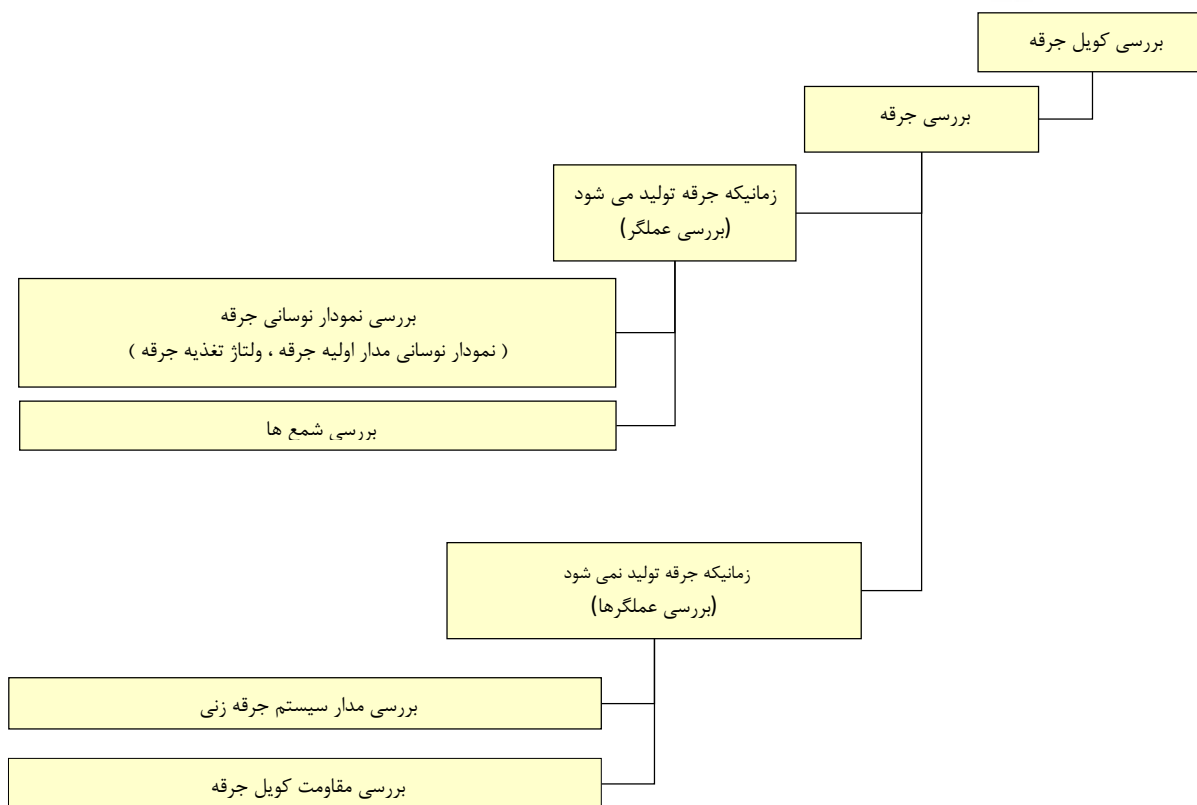 بررسی کویل جرقه
بررسی جرقه
زمانیکه جرقه تولید می شود
(بررسی عملگر)
بررسی نمودار نوسانی جرقه
( نمودار نوسانی مدار اولیه جرقه ، ولتاژ تغذیه جرقه )
بررسی شمع ها
زمانیکه جرقه تولید نمی شود
(بررسی عملگرها)
بررسی مدار سیستم جرقه زنی
بررسی مقاومت کویل جرقه